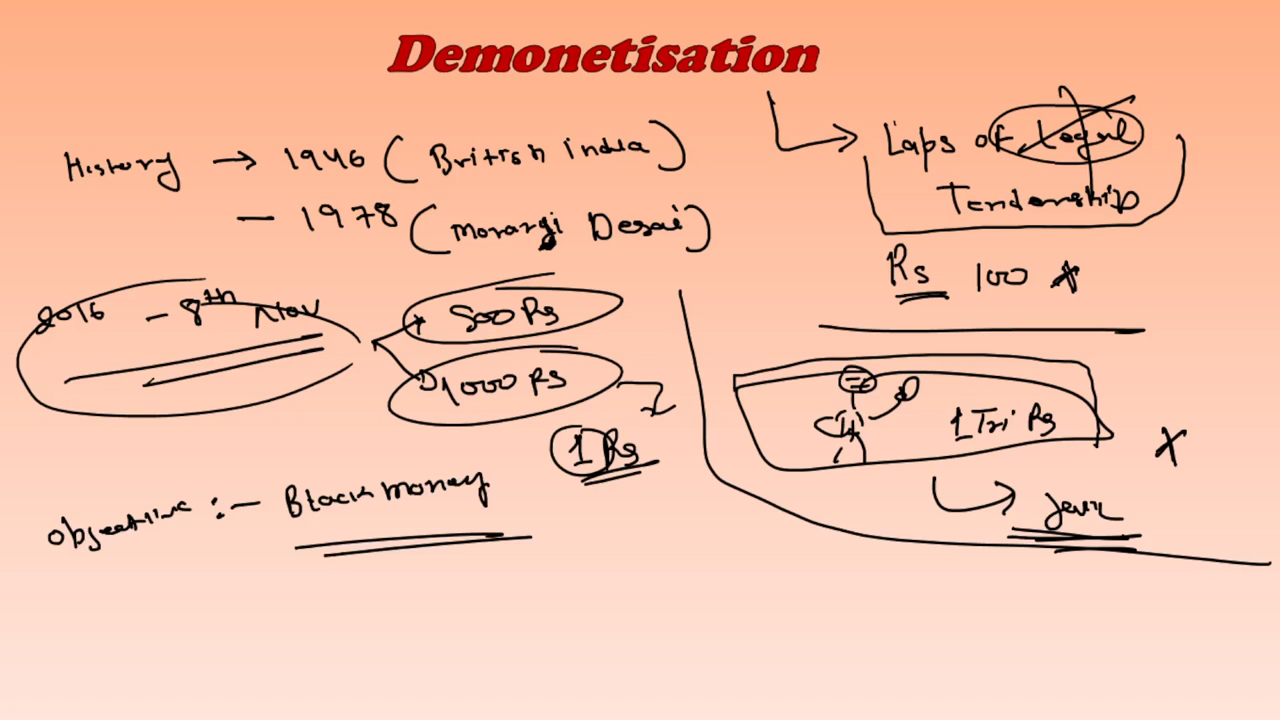 Demonetisation
History → 1946 (British india)
— 1978 (Morarji Desai)
2016 — 8th Nov
500 Rs
1000 Rs
1 Rs
Objective :- Black money
Laps of Legal
Tendership
Rs 100
1 Tri Rs